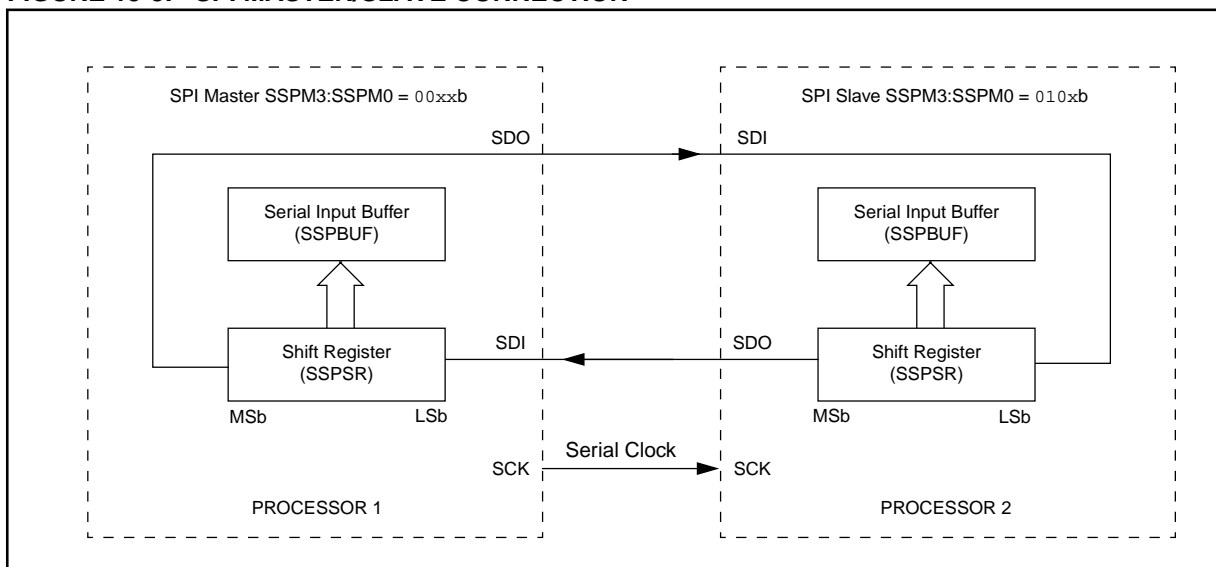 SPI Master SSPM3:SSPM0 = 00xxb
SPI Slave SSPM3:SSPM0 = 010xb
SDO
SDI
Serial Input Buffer
(SSPBUF)
Serial Input Buffer
(SSPBUF)
Shift Register
(SSPSR)
SDI
SDO
Shift Register
(SSPSR)
MSb
LSb
MSb
LSb
Serial Clock
SCK
SCK
PROCESSOR 1
PROCESSOR 2